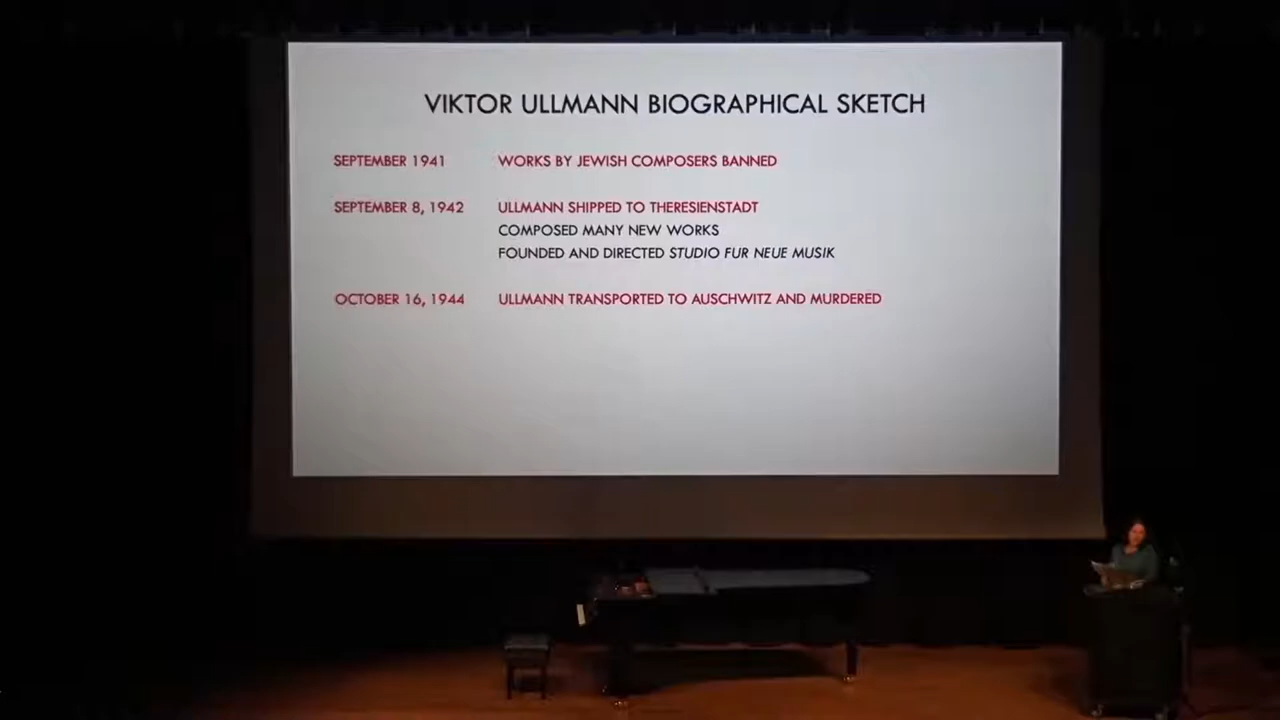 VIKTOR ULLMANN BIOGRAPHICAL SKETCH
SEPTEMBER 1941 WORKS BY JEWISH COMPOSERS BANNED
SEPTEMBER 8, 1942 ULLMANN SHIPPED TO THERESIENSTADT
COMPOSED MANY NEW WORKS
FOUNDED AND DIRECTED STUDIO FUR NEUE MUSIK
OCTOBER 16, 1944 ULLMANN TRANSPORTED TO AUSCHWITZ AND MURDERED